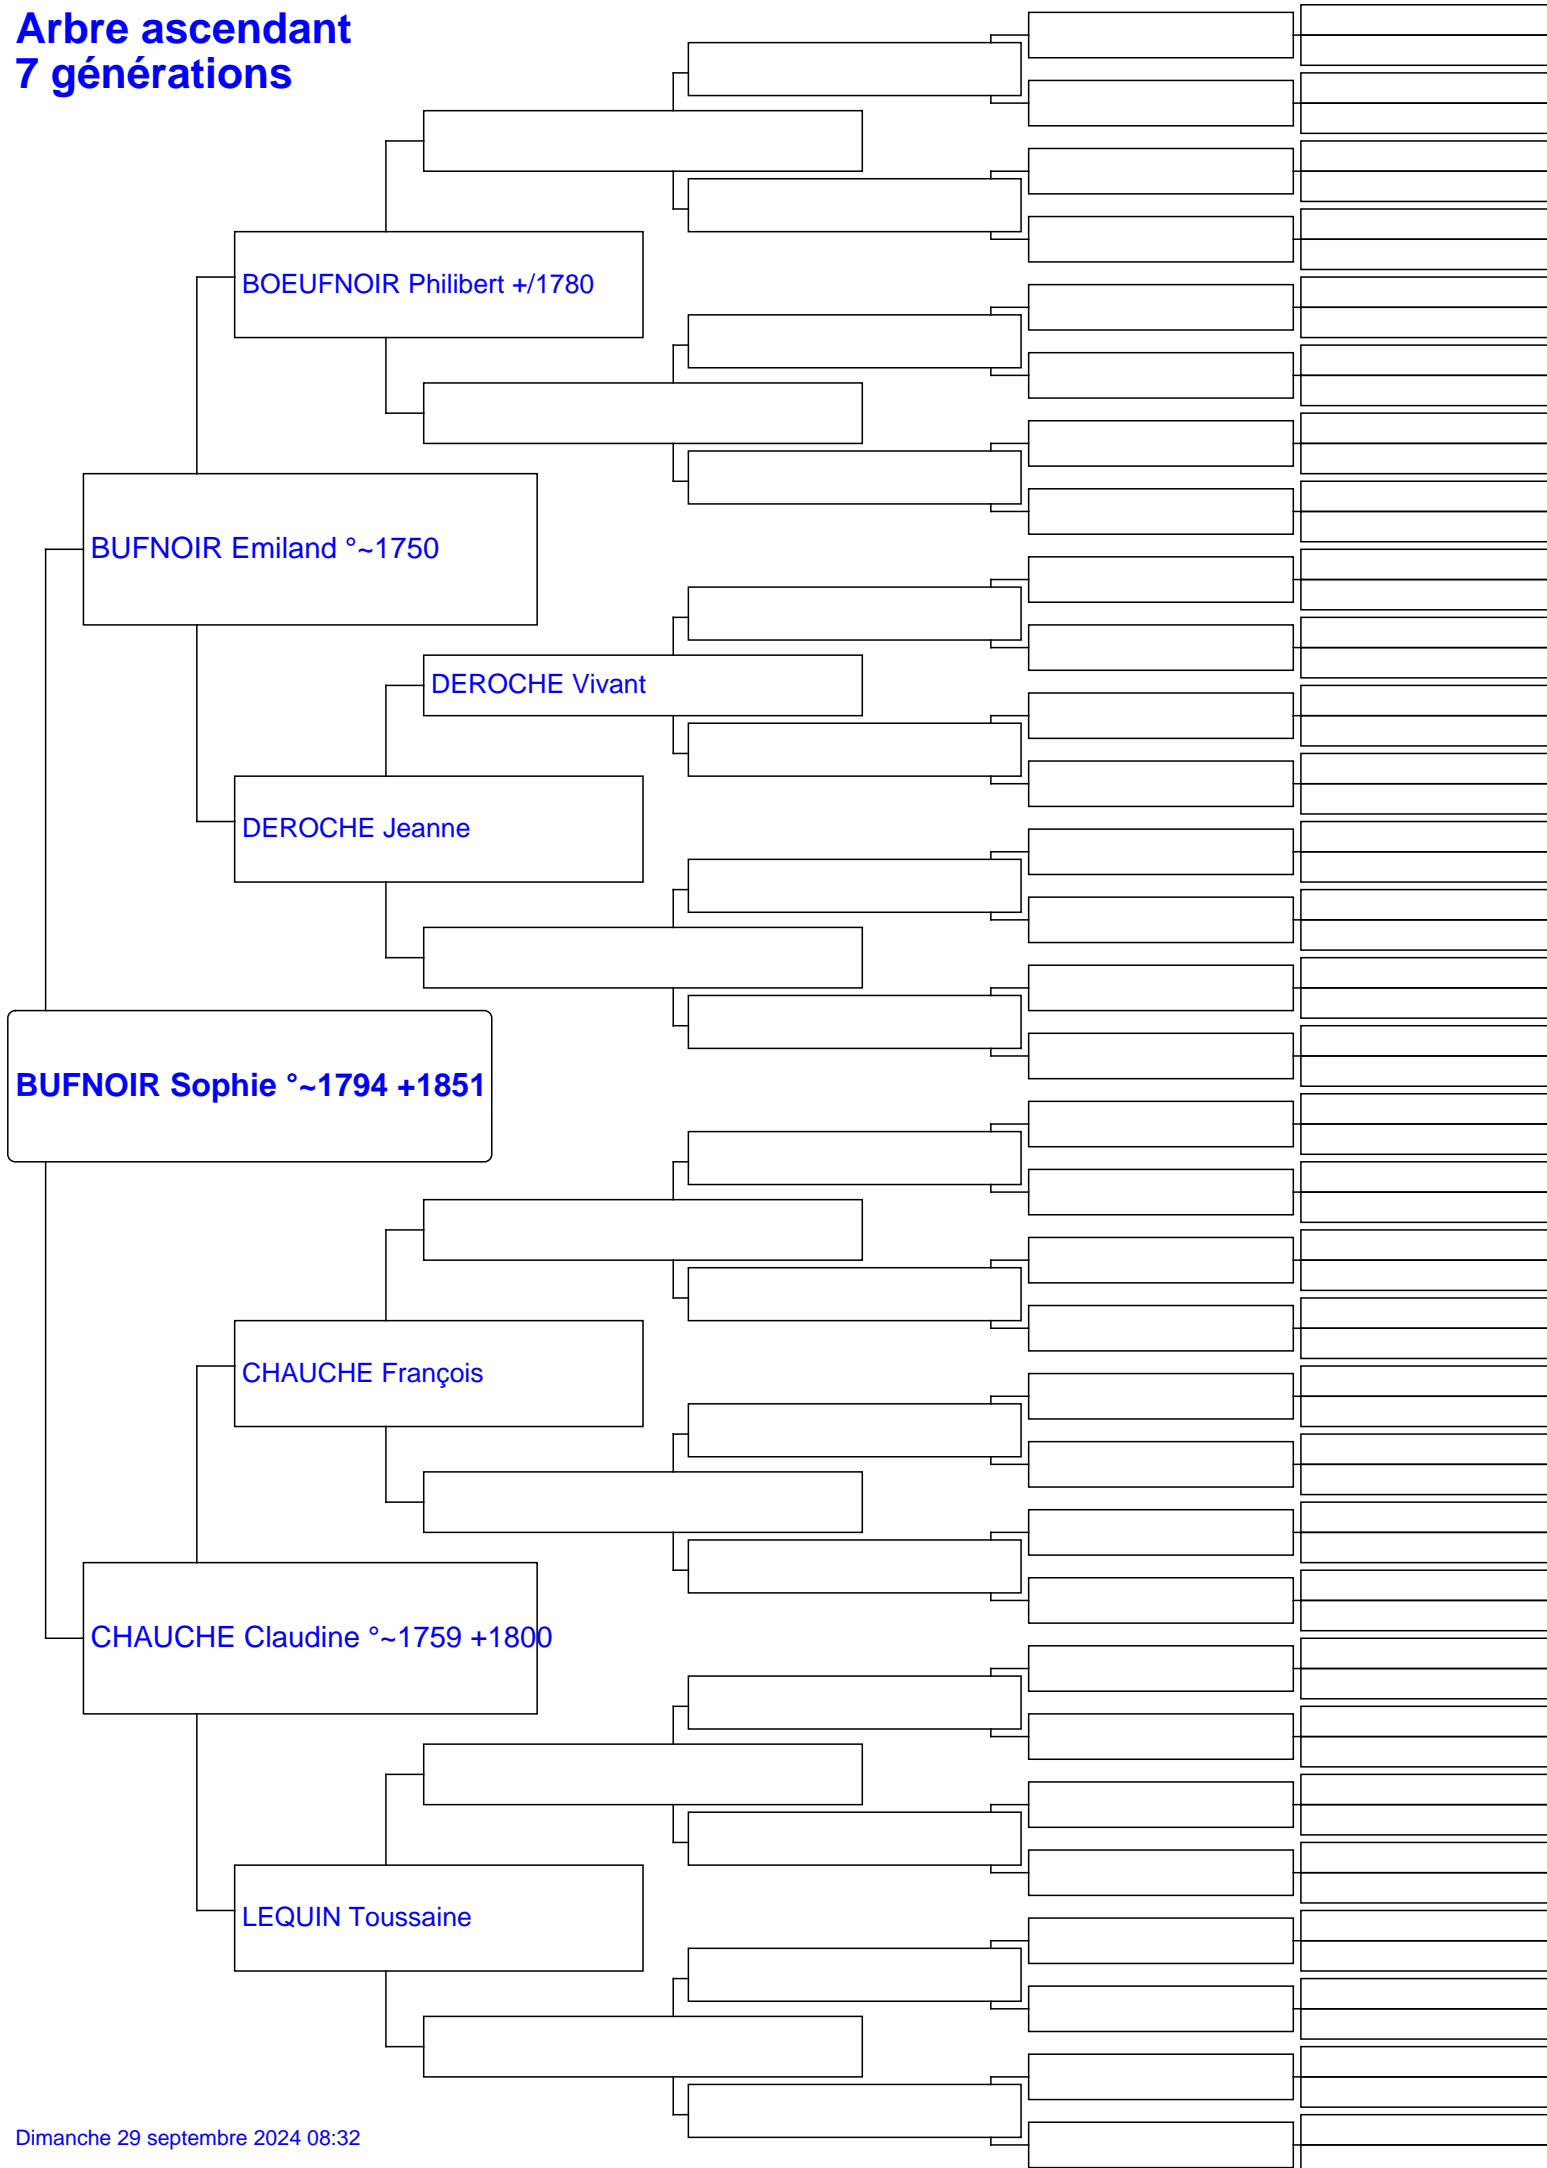 Arbre ascendant
7 générations
BOEUFNOIR Philibert +/1780
BUFNOIR Emiland °~1750
DEROCHE Vivant
DEROCHE Jeanne
BUFNOIR Sophie °~1794 +1851
CHAUCHE François
CHAUCHE Claudine °~1759 +1800
LEQUIN Toussaine
Dimanche 29 septembre 2024 08:32